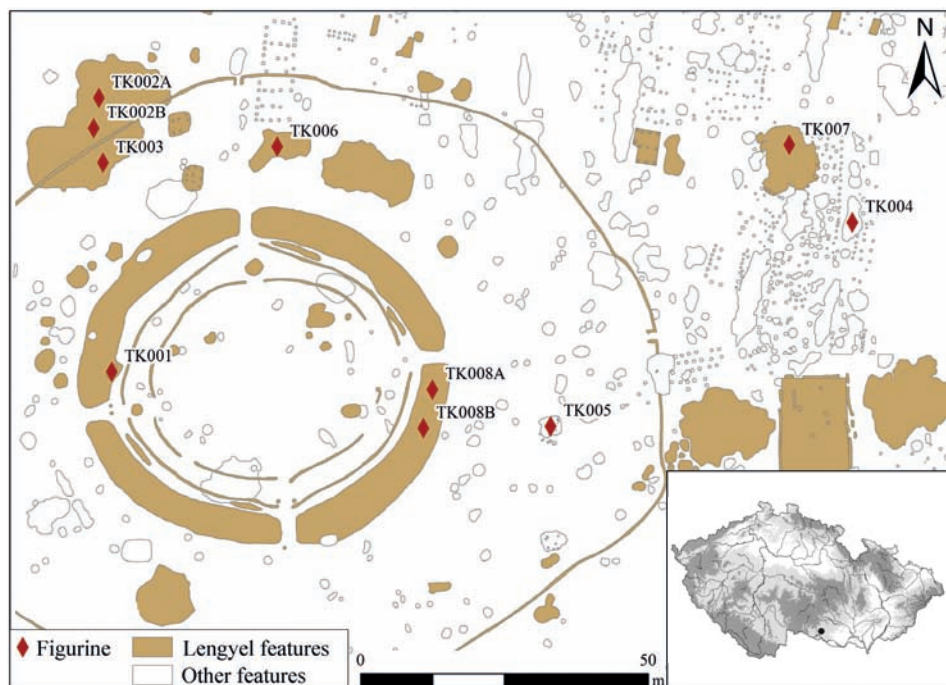 N
TK002A
TK002B
TK003
TK006
TK007
TK004
TK001
TK008A
TK008B
TK005
Figurine
Lengyel features
Other features
0
50
m